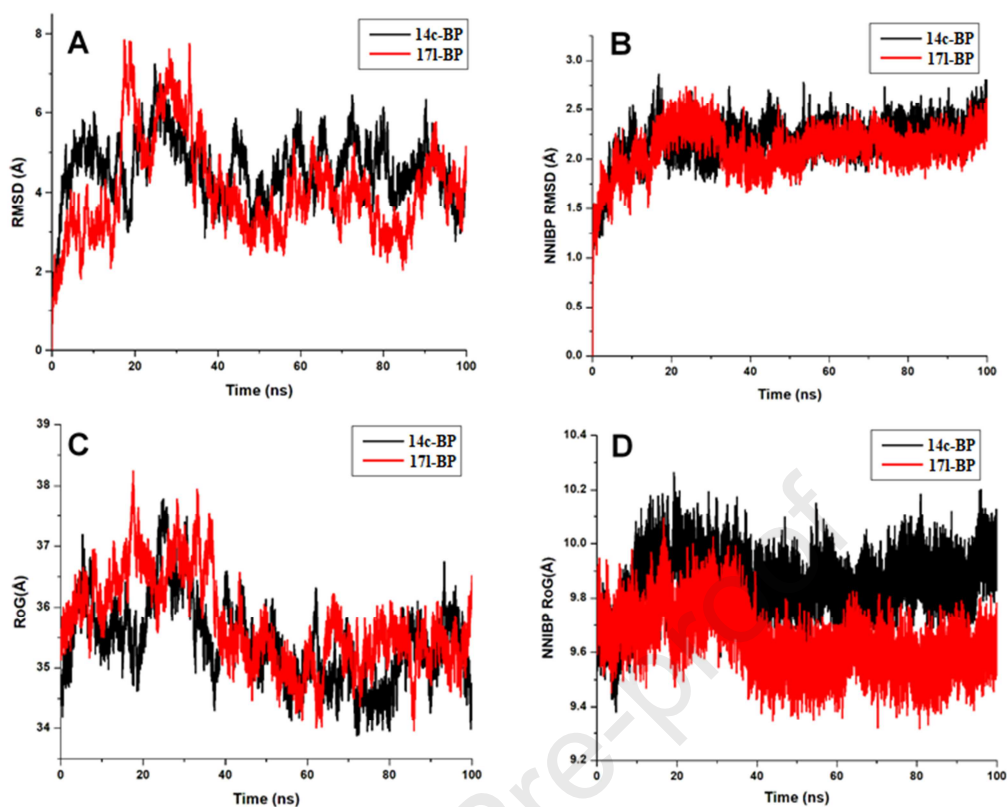 A
14c-BP
17l-BP
RMSD (Å)
8
6
4
2
0
0 20 40 60 80 100
Time (ns)
B
14c-BP
17l-BP
NNIBP RMSD (Å)
3.0
2.5
2.0
1.5
1.0
0.5
0.0
0 20 40 60 80 100
Time (ns)
C
14c-BP
17l-BP
RoG(Å)
39
38
37
36
35
34
0 20 40 60 80 100
Time (ns)
D
14c-BP
17l-BP
NNIBP RoG(Å)
10.4
10.2
10.0
9.8
9.6
9.4
9.2
0 20 40 60 80 100
Time (ns)
re-proof